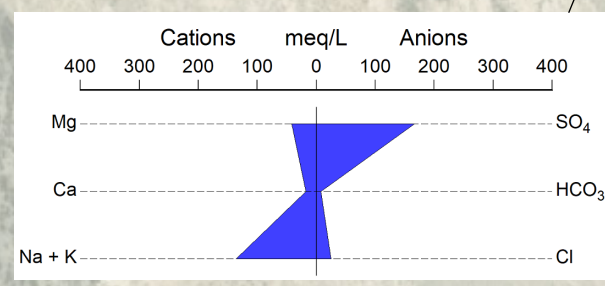 Cations meq/L Anions
400 300 200 100 0 100 200 300 400
Mg SO₄
Ca HCO₃
Na + K Cl